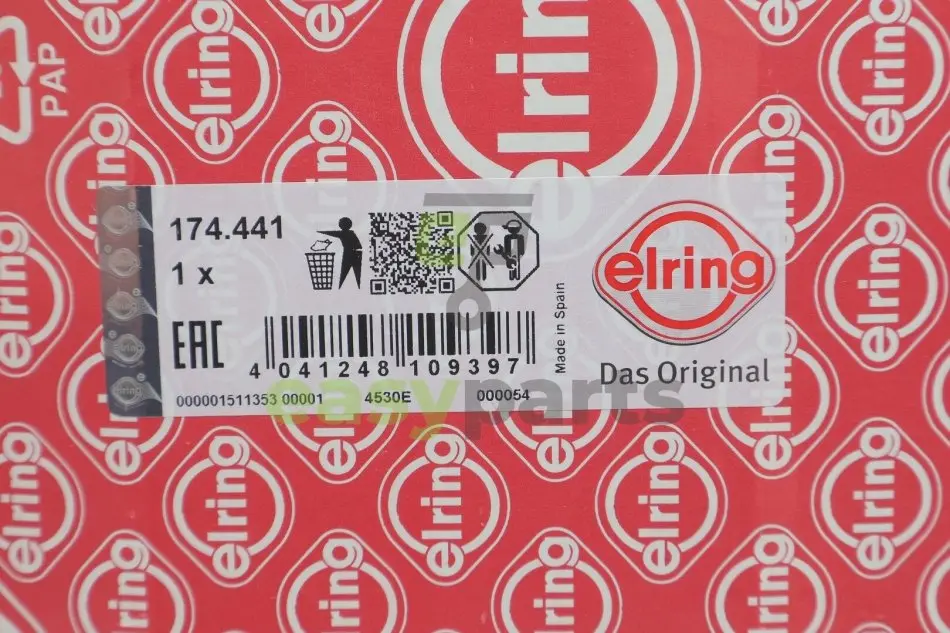 PAP
elring
174.441
1 x
EAC
4 041248 109397
000001511353 00001 4530E 000054
Made in Spain
elring
Das Original
easyparts